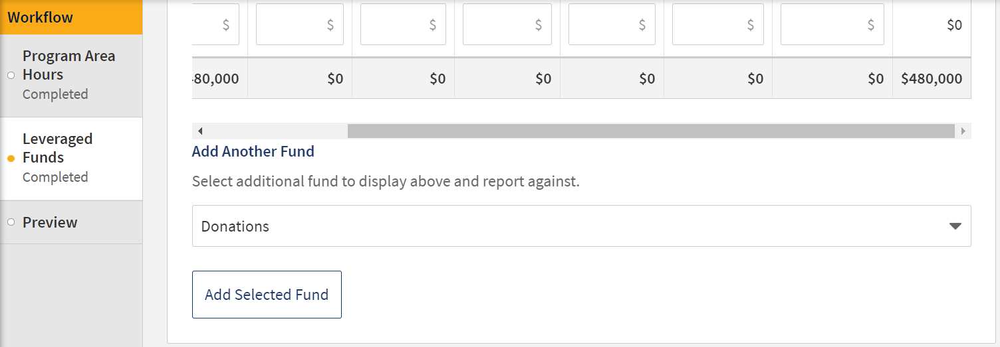 Workflow
Program Area
Hours
Completed
Leveraged
Funds
Completed
Preview
$ $ $ $ $ $ $ $0
80,000 $0 $0 $0 $0 $0 $0 $480,000
Add Another Fund
Select additional fund to display above and report against.
Donations
Add Selected Fund